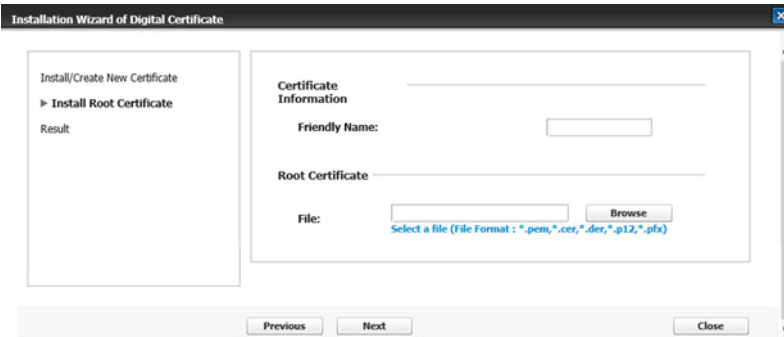 Installation Wizard of Digital Certificate
Install/Create New Certificate
Install Root Certificate
Result
Certificate
Information
Friendly Name:
Root Certificate
File:
Browse
Select a file (File Format : *.pem,*.cer,*.der,*.p12,*.pfx)
Previous
Next
Close